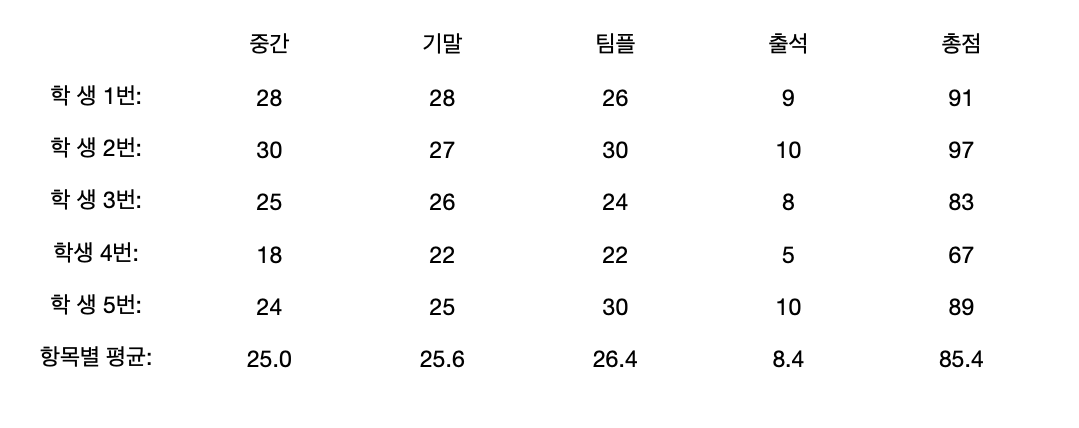 중간 기말 팀플 출석 총점
학 생 1번: 28 28 26 9 91
학 생 2번: 30 27 30 10 97
학 생 3번: 25 26 24 8 83
학생 4번: 18 22 22 5 67
학 생 5번: 24 25 30 10 89
항목별 평균: 25.0 25.6 26.4 8.4 85.4